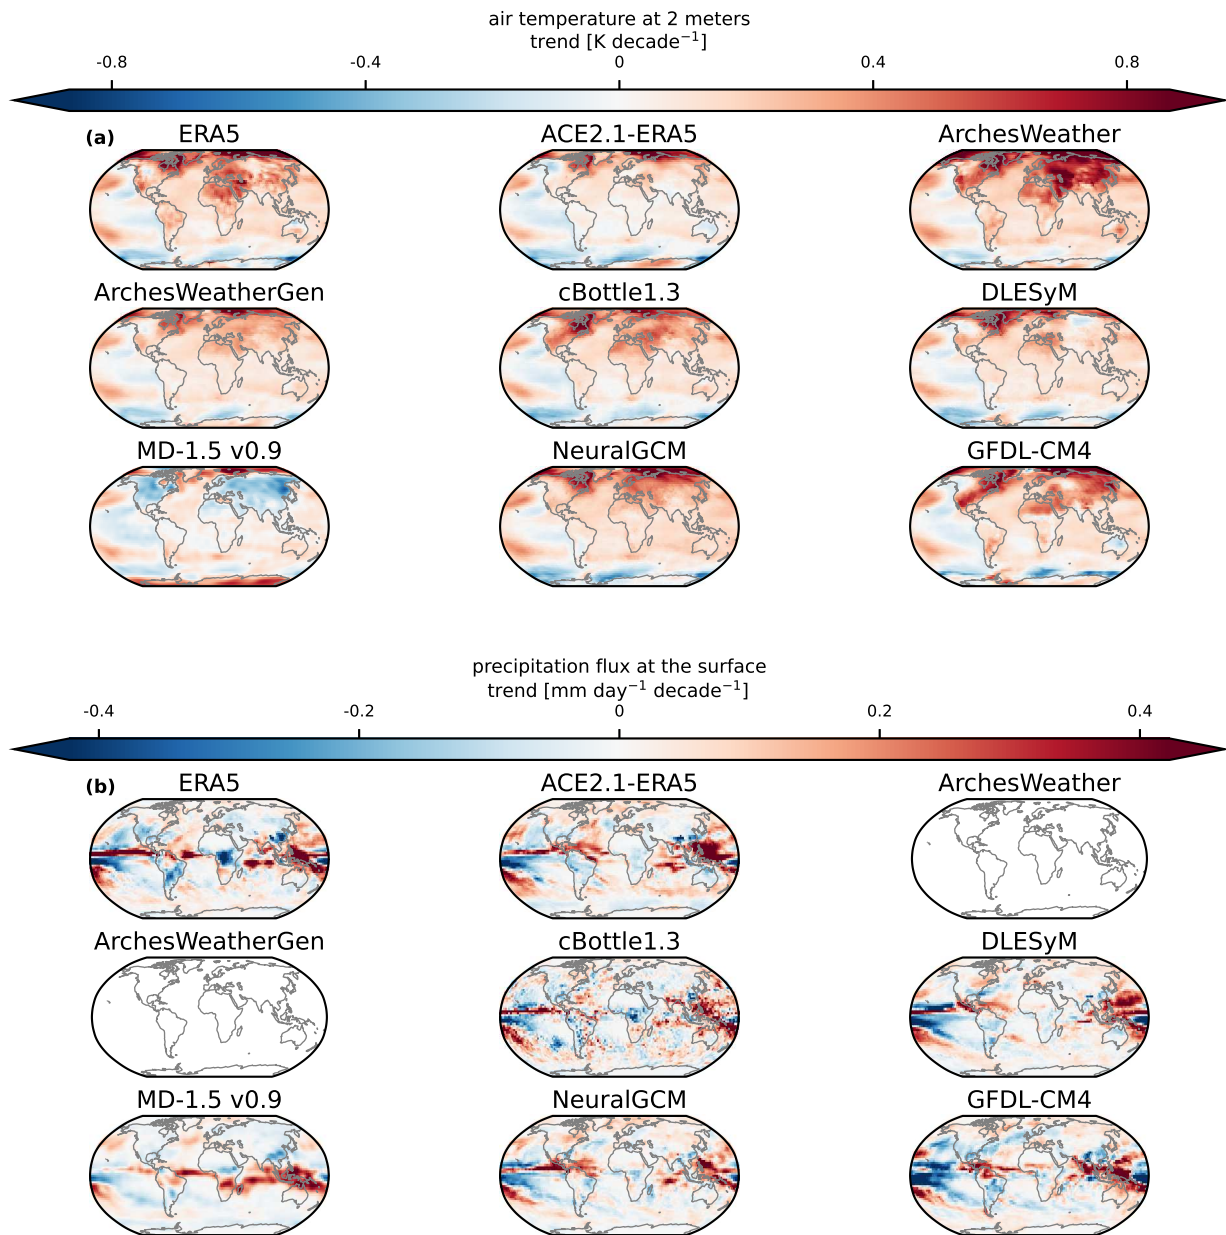 air temperature at 2 meters
trend [K decade⁻¹]
-0.8 -0.4 0 0.4 0.8
(a) ERA5 ACE2.1-ERA5 ArchesWeather
ArchesWeatherGen cBottle1.3 DLESyM
MD-1.5 v0.9 NeuralGCM GFDL-CM4
precipitation flux at the surface
trend [mm day⁻¹ decade⁻¹]
-0.4 -0.2 0 0.2 0.4
(b) ERA5 ACE2.1-ERA5 ArchesWeather
ArchesWeatherGen cBottle1.3 DLESyM
MD-1.5 v0.9 NeuralGCM GFDL-CM4